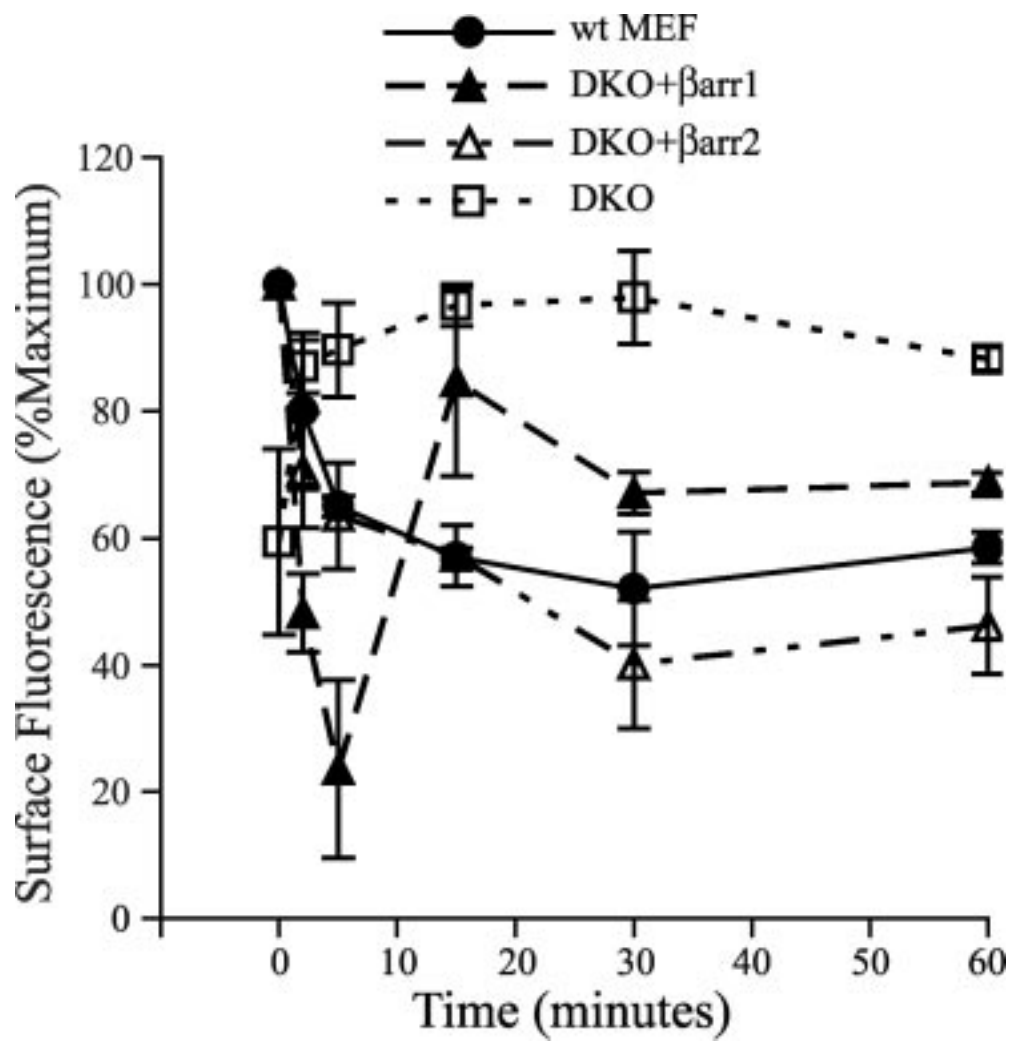 wt MEF
DKO+βarr1
DKO+βarr2
DKO
120
100
80
60
40
20
0
Surface Fluorescence (%Maximum)
0 10 20 30 40 50 60
Time (minutes)